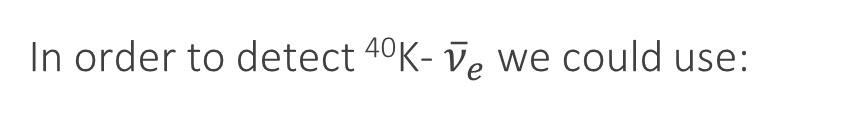 In order to detect ⁴⁰K- ν̄ₑ we could use: